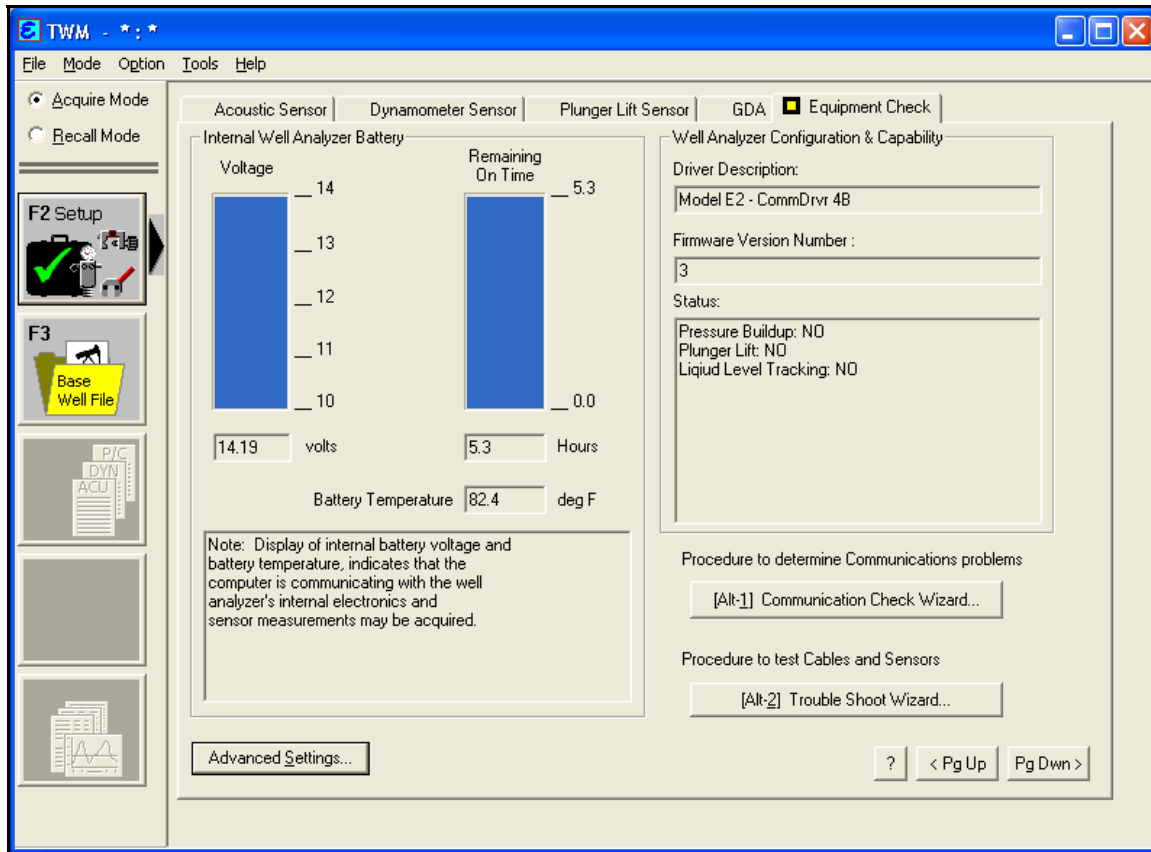 TWM - * : *
File Mode Option Tools Help
Acquire Mode
Recall Mode
F2 Setup
F3
Base
Well File
P/C
DYN
ACU
Acoustic Sensor
Dynamometer Sensor
Plunger Lift Sensor
GDA
Equipment Check
Internal Well Analyzer Battery
Voltage
14
13
12
11
10
14.19 volts
Remaining
On Time
5.3
0.0
5.3 Hours
Battery Temperature 82.4 deg F
Note: Display of internal battery voltage and
battery temperature, indicates that the
computer is communicating with the well
analyzer's internal electronics and
sensor measurements may be acquired.
Advanced Settings...
Well Analyzer Configuration & Capability
Driver Description:
Model E2 - CommDrvr 4B
Firmware Version Number :
3
Status:
Pressure Buildup: NO
Plunger Lift: NO
Liqiud Level Tracking: NO
Procedure to determine Communications problems
[Alt-1] Communication Check Wizard...
Procedure to test Cables and Sensors
[Alt-2] Trouble Shoot Wizard...
?
< Pg Up
Pg Dwn >